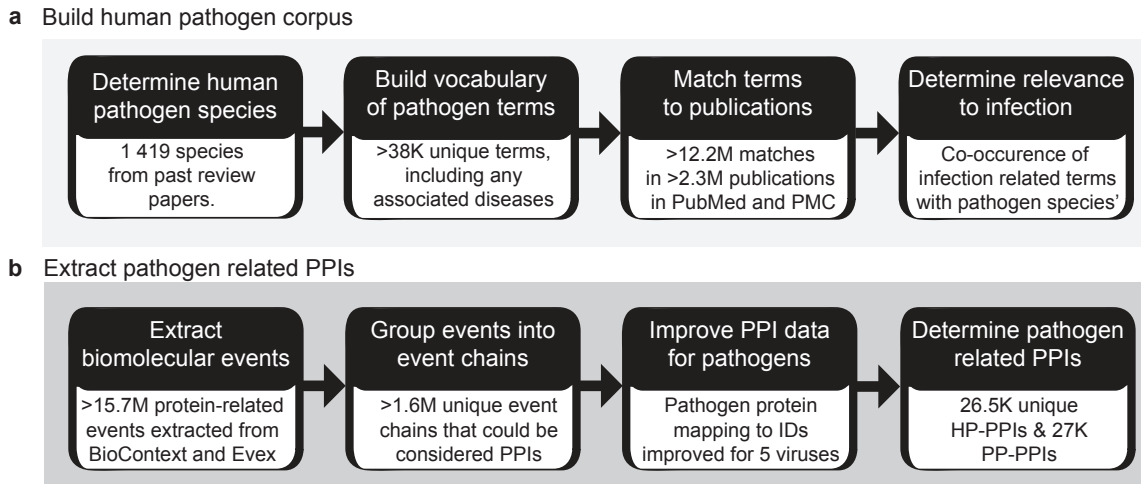 a Build human pathogen corpus
Determine human
pathogen species
1 419 species
from past review
papers.
Build vocabulary
of pathogen terms
>38K unique terms,
including any
associated diseases
Match terms
to publications
>12.2M matches
in >2.3M publications
in PubMed and PMC
Determine relevance
to infection
Co-occurence of
infection related terms
with pathogen species'
b Extract pathogen related PPIs
Extract
biomolecular events
>15.7M protein-related
events extracted from
BioContext and Evex
Group events into
event chains
>1.6M unique event
chains that could be
considered PPIs
Improve PPI data
for pathogens
Pathogen protein
mapping to IDs
improved for 5 viruses
Determine pathogen
related PPIs
26.5K unique
HP-PPIs & 27K
PP-PPIs